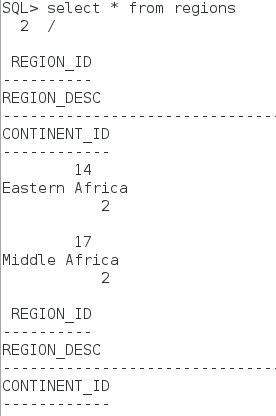 SQL> select * from regions
  2  /

 REGION_ID
----------
REGION_DESC
-------------------------------
CONTINENT_ID
------------
        14
Eastern Africa
           2

        17
Middle Africa
           2

 REGION_ID
----------
REGION_DESC
-------------------------------
CONTINENT_ID
------------